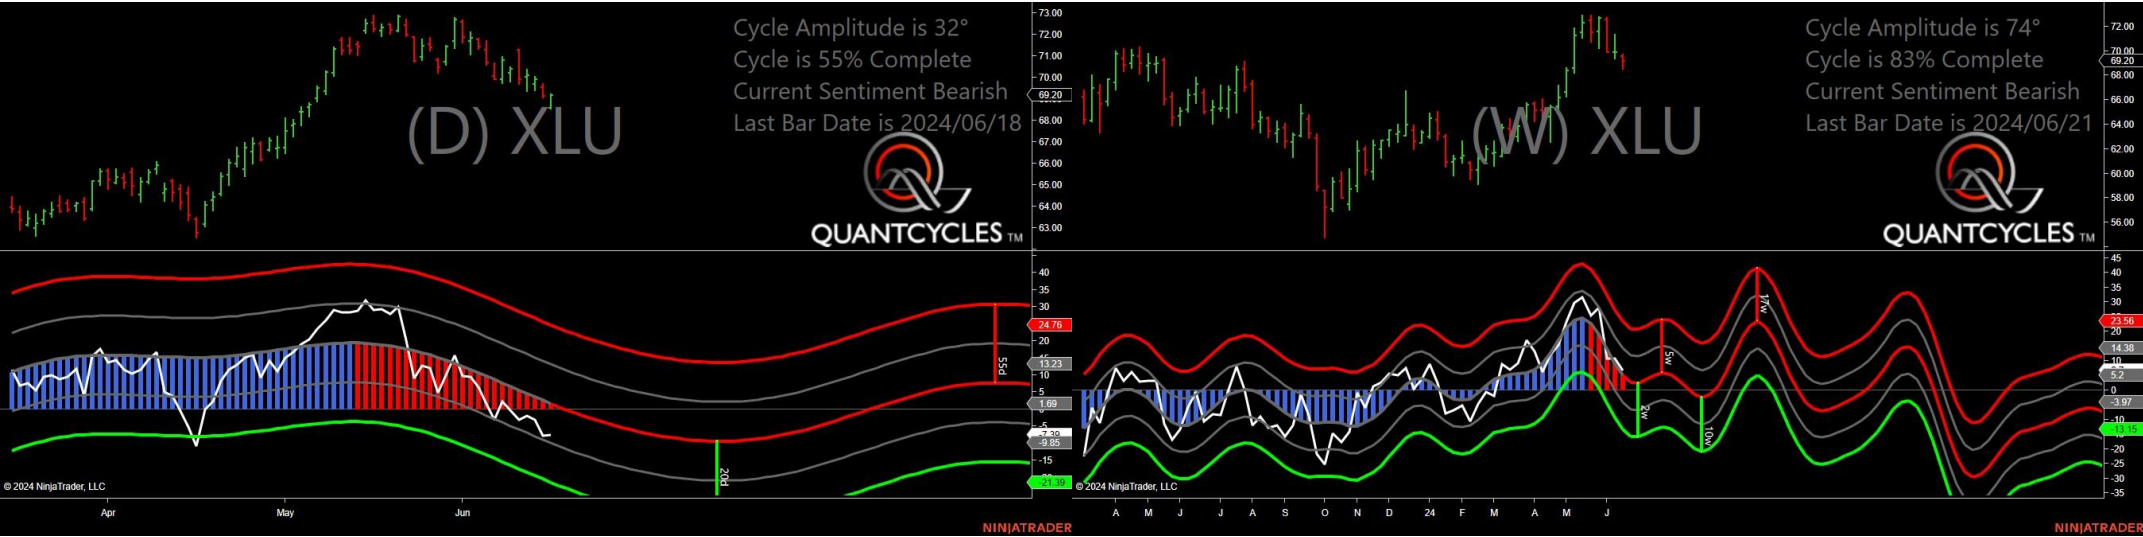 Cycle Amplitude is 32°
Cycle is 55% Complete
Current Sentiment Bearish
Last Bar Date is 2024/06/18
(D) XLU
QUANTCYCLES TM
73.00
72.00
71.00
70.00
69.20
68.00
67.00
66.00
65.00
64.00
63.00
40
35
30
24.76
20
13.23
10
5
1.69
-5
-7.39
-9.85
-15
-21.39
55d
20d
© 2024 NinjaTrader, LLC
Apr May Jun
NINJATRADER
Cycle Amplitude is 74°
Cycle is 83% Complete
Current Sentiment Bearish
Last Bar Date is 2024/06/21
(W) XLU
QUANTCYCLES TM
72.00
70.00
69.20
68.00
66.00
64.00
62.00
60.00
58.00
56.00
45
40
35
30
23.56
20
14.38
10
5.2
0
-3.97
-10
-13.15
-20
-25
-30
-35
5w
2w
10w
17w
© 2024 NinjaTrader, LLC
A M J J A S O N D 24 F M A M J
NINJATRADER